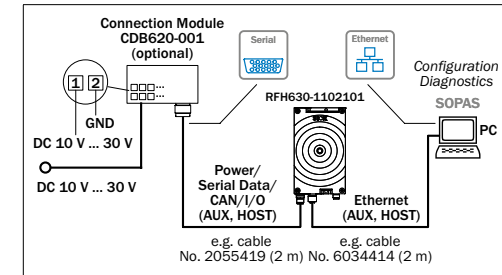 Connection Module
CDB620-001
(optional)
Serial
Ethernet
1 2
GND
DC 10 V ... 30 V
DC 10 V ... 30 V
RFH630-1102101
Configuration
Diagnostics
SOPAS
PC
Power/
Serial Data/
CAN/I/O
(AUX, HOST)
Ethernet
(AUX, HOST)
e.g. cable
No. 2055419 (2 m)
e.g. cable
No. 6034414 (2 m)